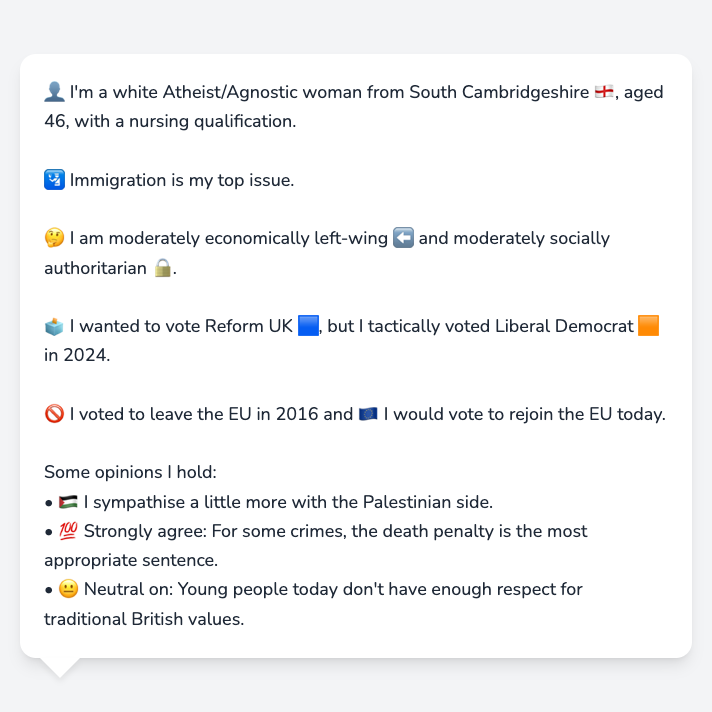 👤 I'm a white Atheist/Agnostic woman from South Cambridgeshire 🏴󠁧󠁢󠁥󠁮󠁧󠁿, aged
46, with a nursing qualification.
🛂 Immigration is my top issue.
🤔 I am moderately economically left-wing ⬅️ and moderately socially
authoritarian 🔒.
🗳️ I wanted to vote Reform UK 🟦, but I tactically voted Liberal Democrat 🟧
in 2024.
🚫 I voted to leave the EU in 2016 and 🇪🇺 I would vote to rejoin the EU today.
Some opinions I hold:
• 🇵🇸 I sympathise a little more with the Palestinian side.
• 💯 Strongly agree: For some crimes, the death penalty is the most
appropriate sentence.
• 😐 Neutral on: Young people today don't have enough respect for
traditional British values.